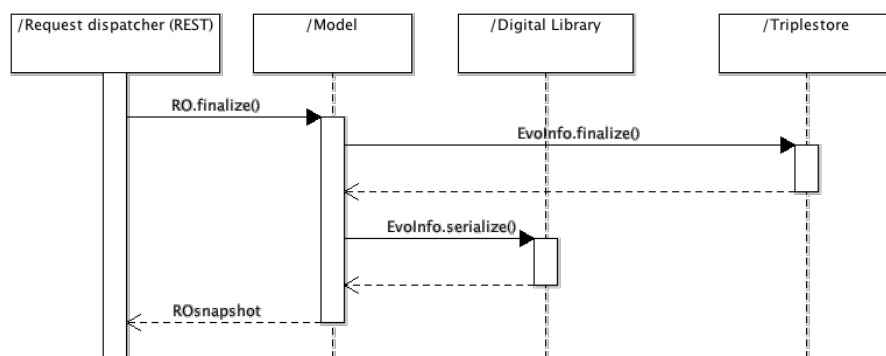 /Request dispatcher (REST)
/Model
/Digital Library
/Triplestore
RO.finalize()
EvoInfo.finalize()
EvoInfo.serialize()
ROsnapshot